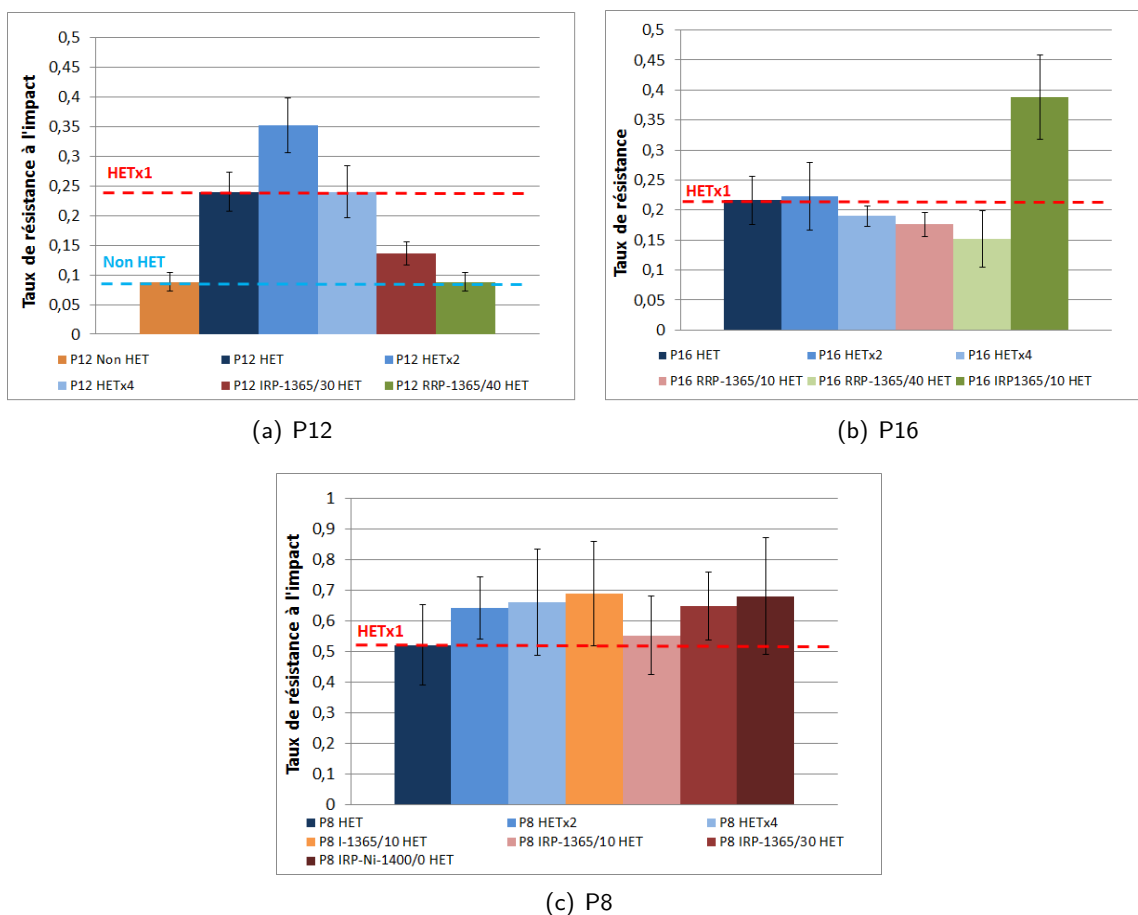 0,5
0,45
0,4
0,35
0,3
0,25
0,2
0,15
0,1
0,05
0
Taux de résistance à l'impact
HETx1
Non HET
P12 Non HET P12 HET P12 HETx2
P12 HETx4 P12 IRP-1365/30 HET P12 RRP-1365/40 HET
(a) P12
0,5
0,45
0,4
0,35
0,3
0,25
0,2
0,15
0,1
0,05
0
Taux de résistance
HETx1
P16 HET P16 HETx2 P16 HETx4
P16 RRP-1365/10 HET P16 RRP-1365/40 HET P16 IRP1365/10 HET
(b) P16
1
0,9
0,8
0,7
0,6
0,5
0,4
0,3
0,2
0,1
0
Taux de résistance à l'impact
HETx1
P8 HET P8 HETx2 P8 HETx4
P8 I-1365/10 HET P8 IRP-1365/10 HET P8 IRP-1365/30 HET
P8 IRP-Ni-1400/0 HET
(c) P8